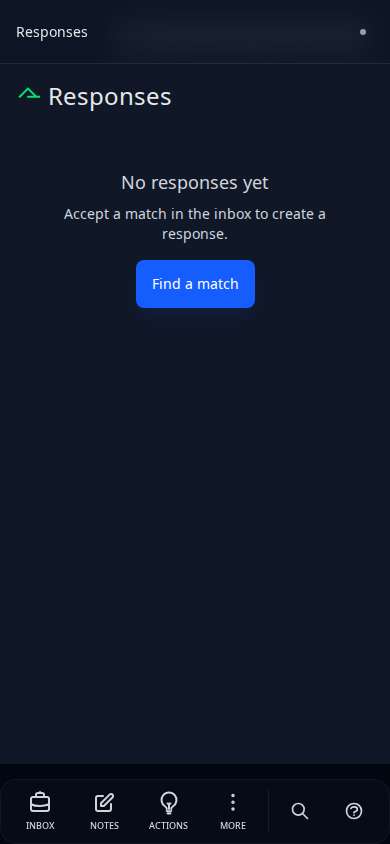 Responses
Responses
No responses yet
Accept a match in the inbox to create a
response.
Find a match
INBOX
NOTES
ACTIONS
MORE